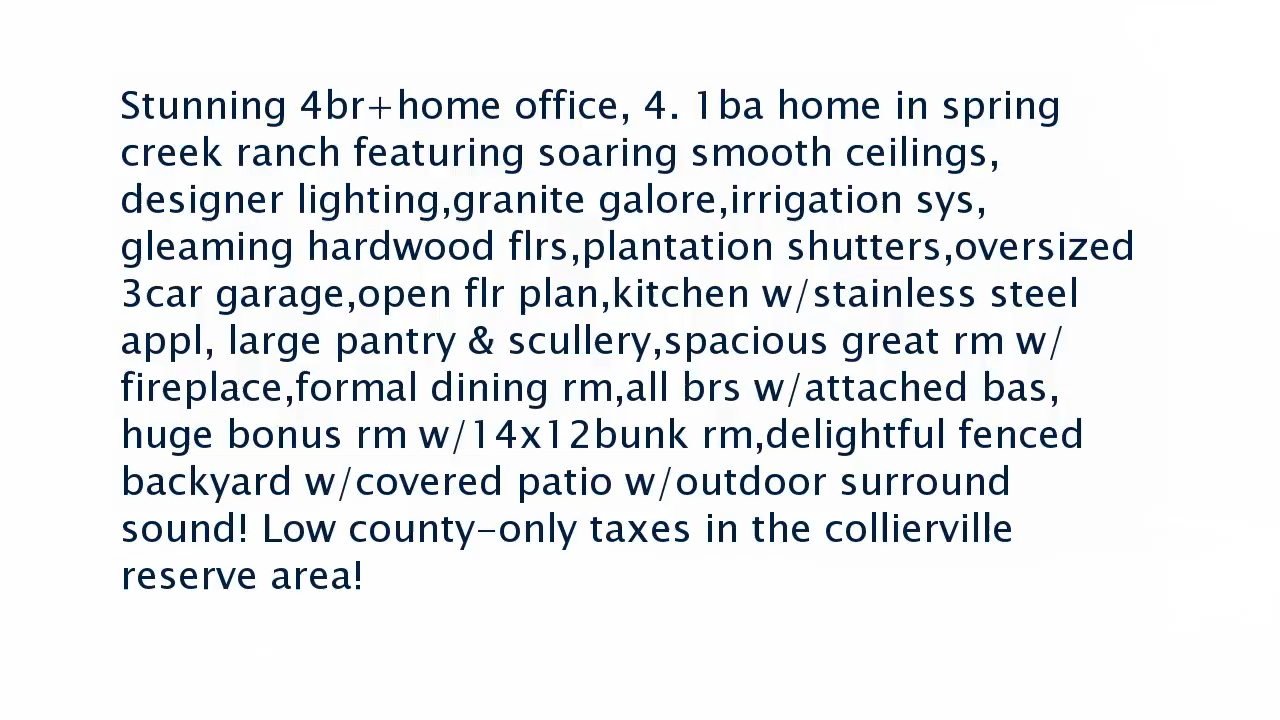 Stunning 4br+home office, 4. 1ba home in spring
creek ranch featuring soaring smooth ceilings,
designer lighting,granite galore,irrigation sys,
gleaming hardwood flrs,plantation shutters,oversized
3car garage,open flr plan,kitchen w/stainless steel
appl, large pantry & scullery,spacious great rm w/
fireplace,formal dining rm,all brs w/attached bas,
huge bonus rm w/14x12bunk rm,delightful fenced
backyard w/covered patio w/outdoor surround
sound! Low county-only taxes in the collierville
reserve area!